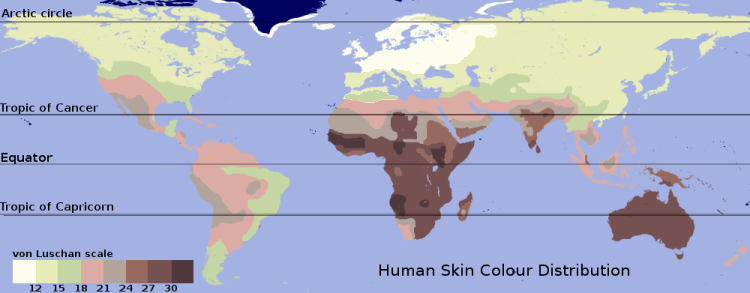 Arctic circle
Tropic of Cancer
Equator
Tropic of Capricorn
von Luschan scale
12 15 18 21 24 27 30
Human Skin Colour Distribution